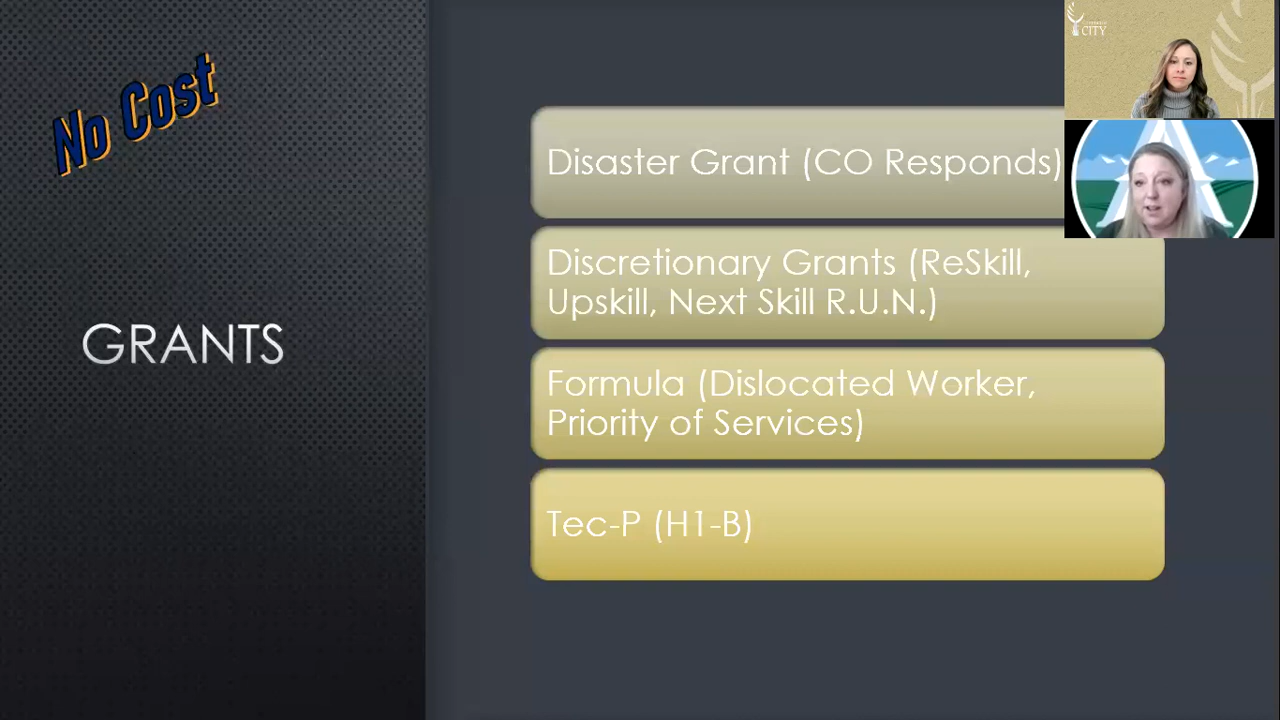 No Cost
GRANTS
Disaster Grant (CO Responds)
Discretionary Grants (ReSkill,
Upskill, Next Skill R.U.N.)
Formula (Dislocated Worker,
Priority of Services)
Tec-P (H1-B)
CITY